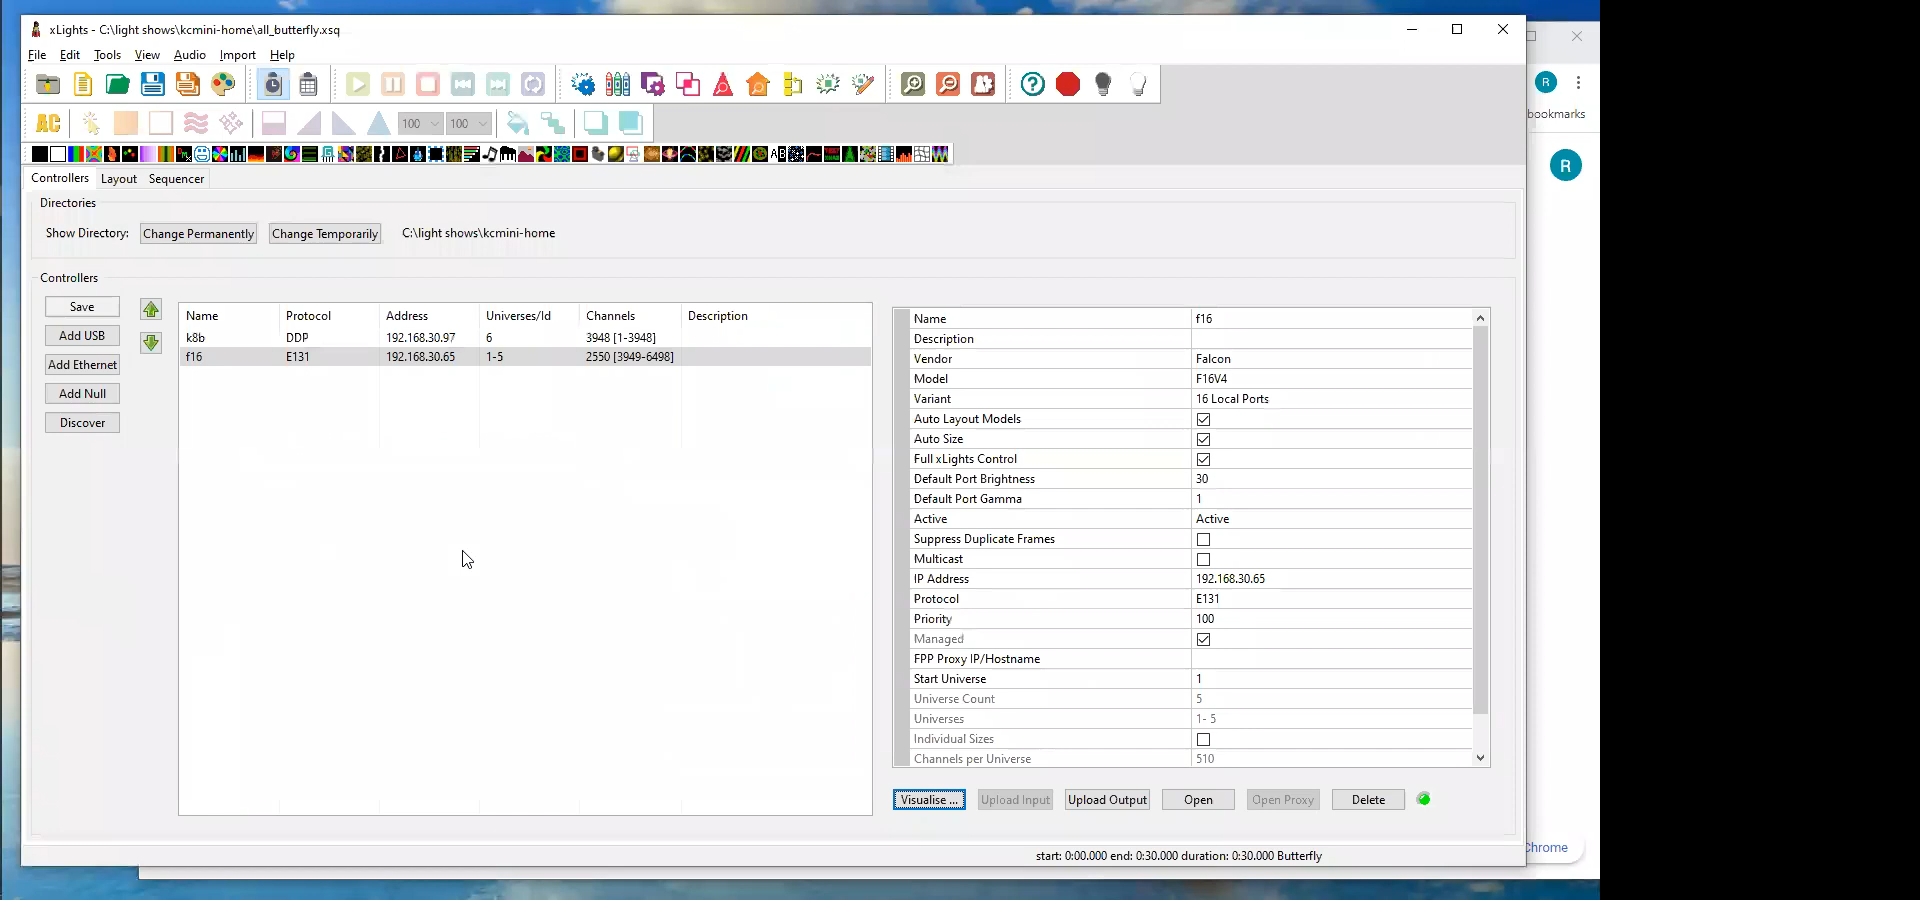 xLights - C:\light shows\kcmini-home\all_butterfly.xsq
File Edit Tools View Audio Import Help
R
AC 100 100
bookmarks
AB
R
Controllers Layout Sequencer
Directories
Show Directory: Change Permanently Change Temporarily C:\light shows\kcmini-home
Controllers
Save
Add USB
Add Ethernet
Add Null
Discover
Name Protocol Address Universes/Id Channels Description
k8b DDP 192.168.30.97 6 3948 [1-3948]
f16 E131 192.168.30.65 1-5 2550 [3949-6498]
Name f16
Description
Vendor Falcon
Model F16V4
Variant 16 Local Ports
Auto Layout Models
Auto Size
Full xLights Control
Default Port Brightness 30
Default Port Gamma 1
Active Active
Suppress Duplicate Frames
Multicast
IP Address 192.168.30.65
Protocol E131
Priority 100
Managed
FPP Proxy IP/Hostname
Start Universe 1
Universe Count 5
Universes 1- 5
Individual Sizes
Channels per Universe 510
Visualise ... Upload Input Upload Output Open Open Proxy Delete
Chrome
start: 0:00.000 end: 0:30.000 duration: 0:30.000 Butterfly